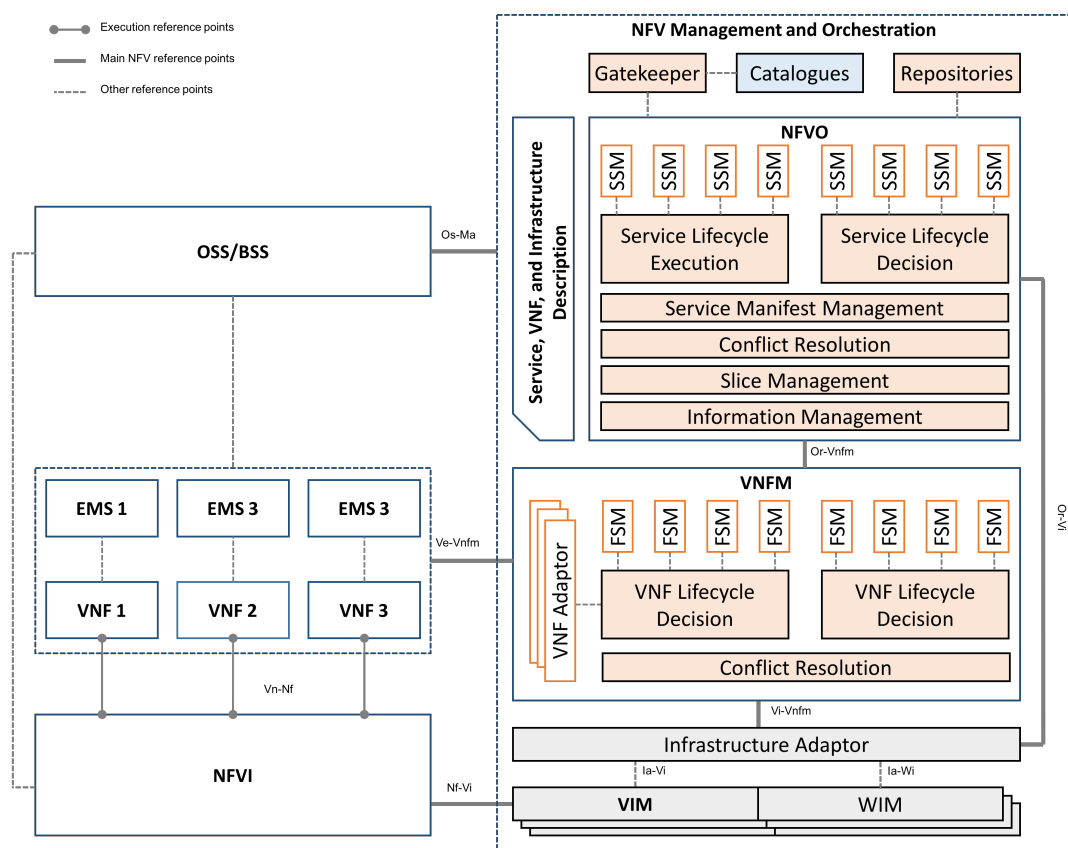 Execution reference points
Main NFV reference points
Other reference points
NFV Management and Orchestration
Gatekeeper
Catalogues
Repositories
Service, VNF, and Infrastructure
Description
NFVO
SSM
SSM
SSM
SSM
SSM
SSM
SSM
SSM
Service Lifecycle
Execution
Service Lifecycle
Decision
Service Manifest Management
Conflict Resolution
Slice Management
Information Management
OSS/BSS
Os-Ma
Or-Vnfm
Or-Vi
EMS 1
EMS 3
EMS 3
VNF 1
VNF 2
VNF 3
Ve-Vnfm
VNFM
VNF Adaptor
FSM
FSM
FSM
FSM
FSM
FSM
FSM
FSM
VNF Lifecycle
Decision
VNF Lifecycle
Decision
Conflict Resolution
Vn-Nf
Vi-Vnfm
NFVI
Infrastructure Adaptor
Ia-Vi
Ia-Wi
Nf-Vi
VIM
WIM